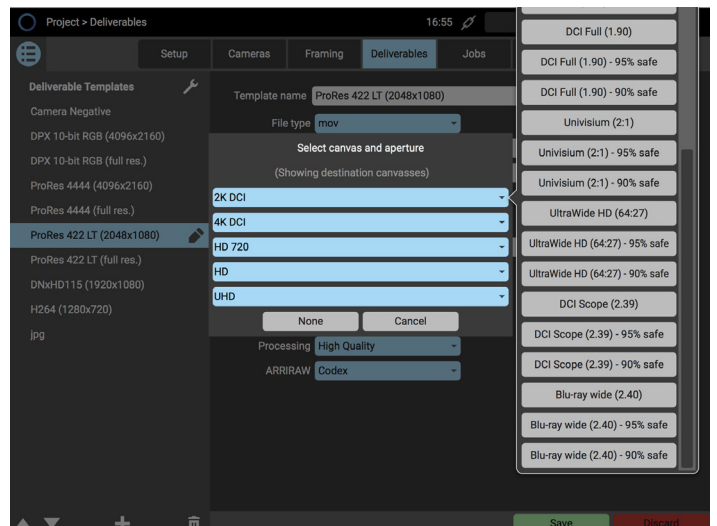 Project > Deliverables
16:55
Setup
Cameras
Framing
Deliverables
Jobs
Deliverable Templates
Camera Negative
DPX 10-bit RGB (4096x2160)
DPX 10-bit RGB (full res.)
ProRes 4444 (4096x2160)
ProRes 4444 (full res.)
ProRes 422 LT (2048x1080)
ProRes 422 LT (full res.)
DNxHD115 (1920x1080)
H264 (1280x720)
jpg
Template name
ProRes 422 LT (2048x1080)
File type
mov
Select canvas and aperture
(Showing destination canvasses)
2K DCI
4K DCI
HD 720
HD
UHD
None
Cancel
Processing
High Quality
ARRIRAW
Codex
DCI Full (1.90)
DCI Full (1.90) - 95% safe
DCI Full (1.90) - 90% safe
Univisium (2:1)
Univisium (2:1) - 95% safe
Univisium (2:1) - 90% safe
UltraWide HD (64:27)
UltraWide HD (64:27) - 95% safe
UltraWide HD (64:27) - 90% safe
DCI Scope (2.39)
DCI Scope (2.39) - 95% safe
DCI Scope (2.39) - 90% safe
Blu-ray wide (2.40)
Blu-ray wide (2.40) - 95% safe
Blu-ray wide (2.40) - 90% safe
Save
Discard